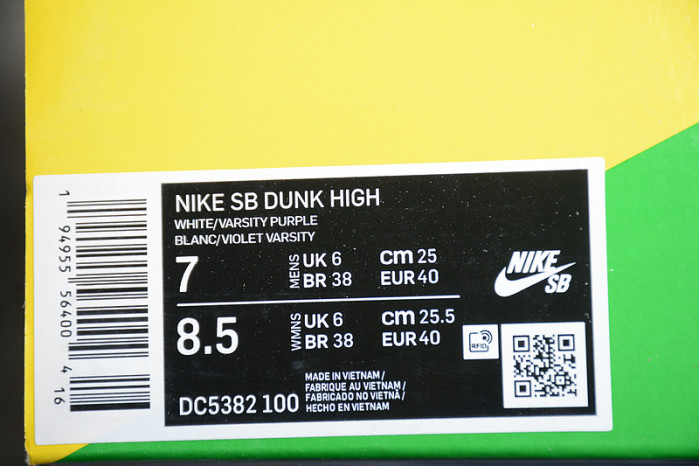 NIKE SB DUNK HIGH
WHITE/VARSITY PURPLE
BLANC/VIOLET VARSITY
7 MENS UK 6 cm 25
BR 38 EUR 40
8.5 WMNS UK 6 cm 25.5
BR 38 EUR 40
NIKE
SB
RFID
MADE IN VIETNAM /
FABRIQUE AU VIETNAM /
FABRICADO NO VIETNÃ /
HECHO EN VIETNAM
DC5382 100
1 94955 56400 4 16